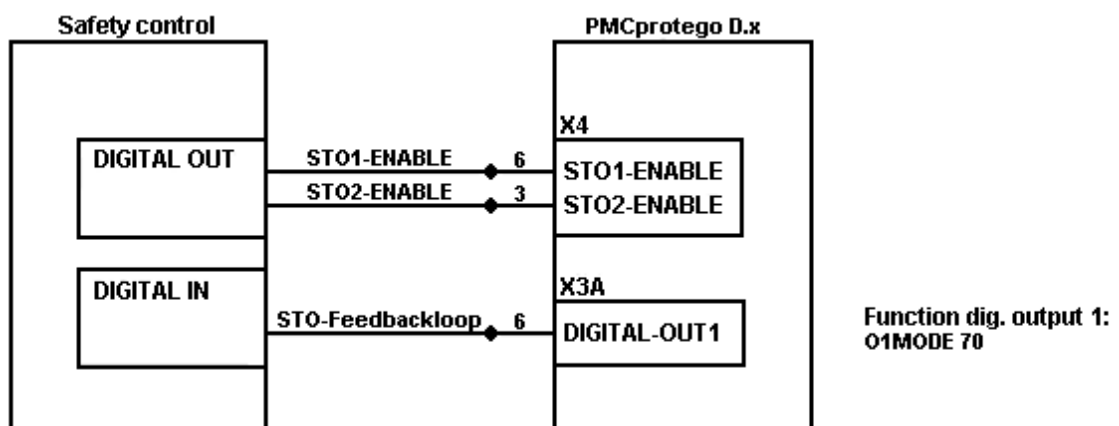 Safety control
PMCprotego D.x
X4
DIGITAL OUT
STO1-ENABLE
6
STO1-ENABLE
STO2-ENABLE
3
STO2-ENABLE
DIGITAL IN
X3A
STO-Feedbackloop
6
DIGITAL-OUT1
Function dig. output 1:
O1MODE 70